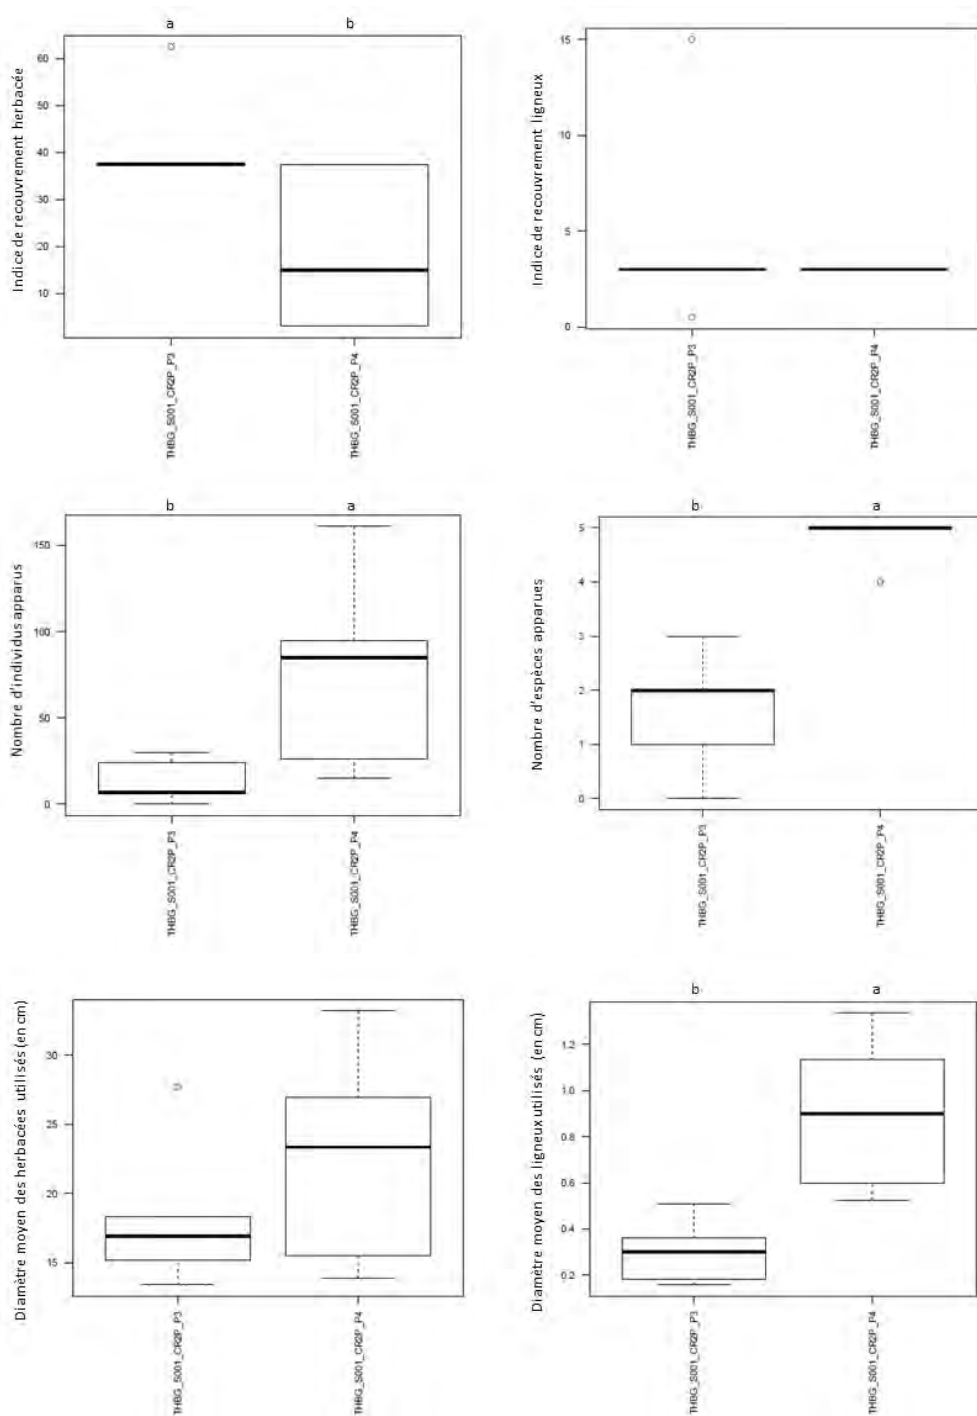 a b
Indice de recouvrement herbacée
60
50
40
30
20
10
THBG_S001_CR2P_P3
THBG_S001_CR2P_P4
Indice de recouvrement ligneux
15
10
5
0
THBG_S001_CR2P_P3
THBG_S001_CR2P_P4
b a
Nombre d'individus apparus
150
100
50
0
THBG_S001_CR2P_P3
THBG_S001_CR2P_P4
b a
Nombre d'espèces apparues
5
4
3
2
1
0
THBG_S001_CR2P_P3
THBG_S001_CR2P_P4
Diamètre moyen des herbacées utilisés (en cm)
30
25
20
15
THBG_S001_CR2P_P3
THBG_S001_CR2P_P4
b a
Diamètre moyen des ligneux utilisés (en cm)
1.2
1.0
0.8
0.6
0.4
0.2
THBG_S001_CR2P_P3
THBG_S001_CR2P_P4